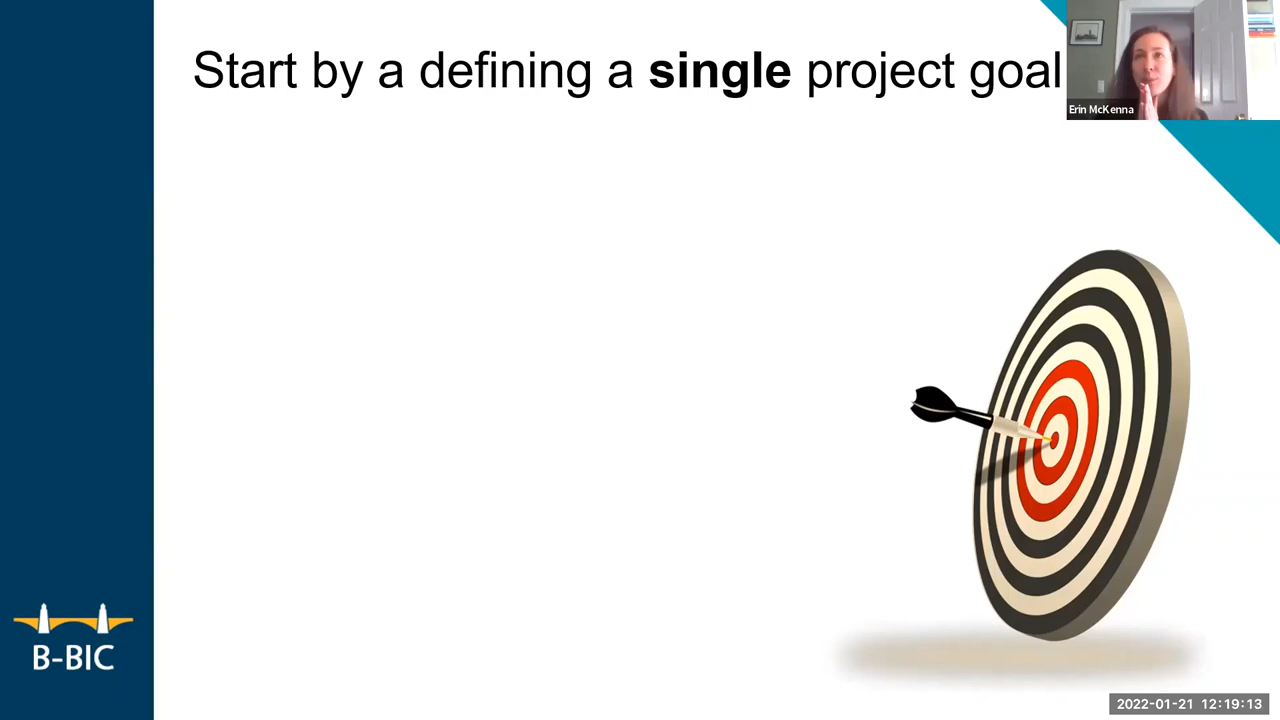 Start by a defining a single project goal
Erin McKenna
B-BIC
2022-01-21 12:19:13